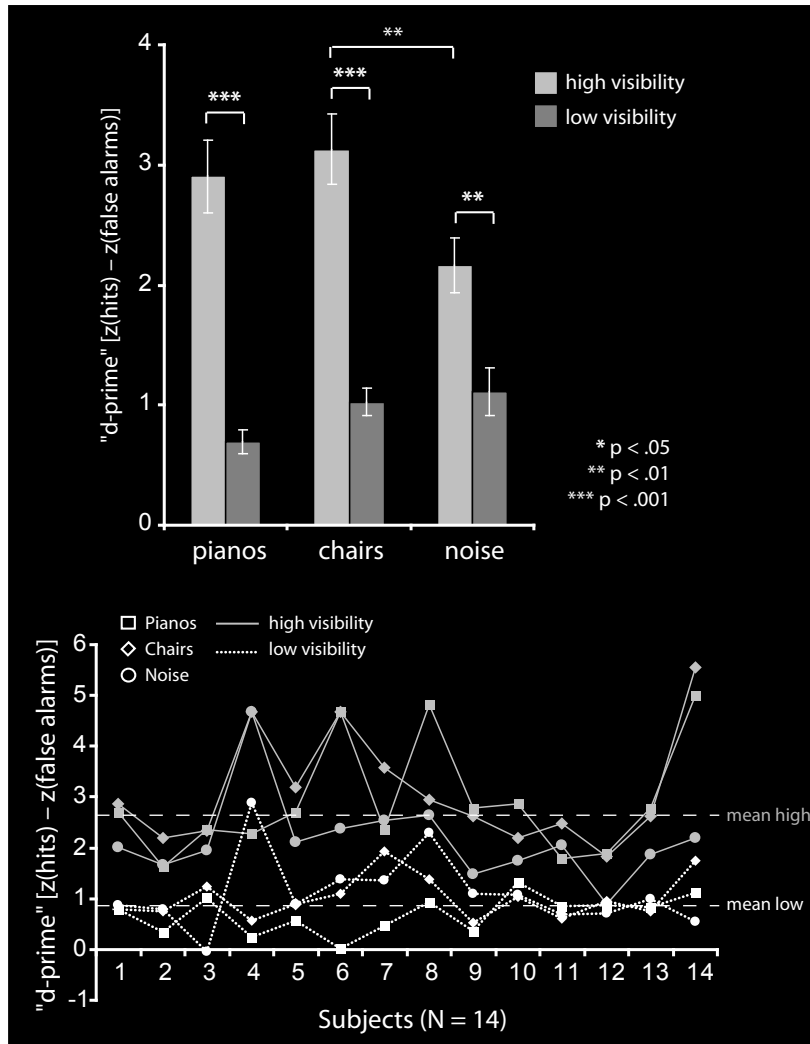 "d-prime" [z(hits) – z(false alarms)]
4
3
2
1
0
**
***
***
**
high visibility
low visibility
* p < .05
** p < .01
*** p < .001
pianos chairs noise
"d-prime" [z(hits) – z(false alarms)]
Pianos high visibility
Chairs low visibility
Noise
6
5
4
3
2
1
0
-1
mean high
mean low
1 2 3 4 5 6 7 8 9 10 11 12 13 14
Subjects (N = 14)